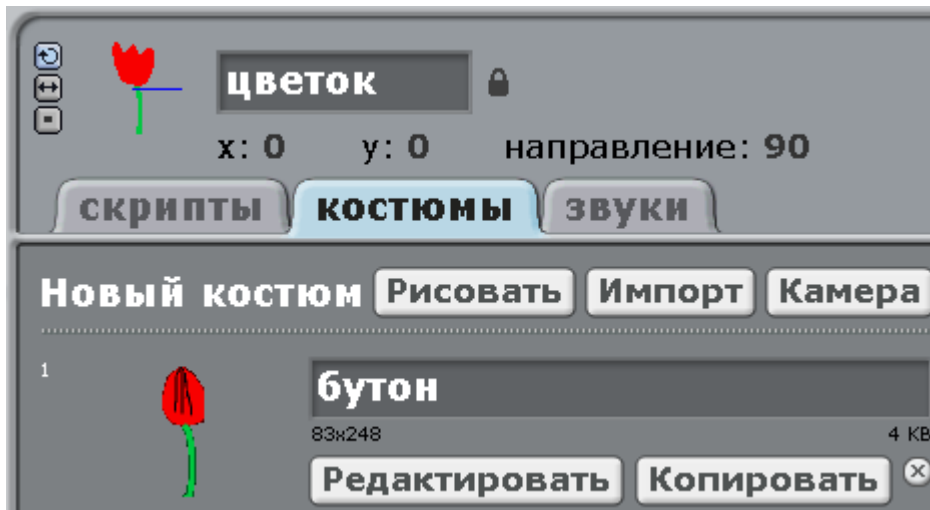 цветок
x: 0 y: 0 направление: 90
скрипты костюмы звуки
Новый костюм Рисовать Импорт Камера
1
бутон
83x248 4 KB
Редактировать Копировать